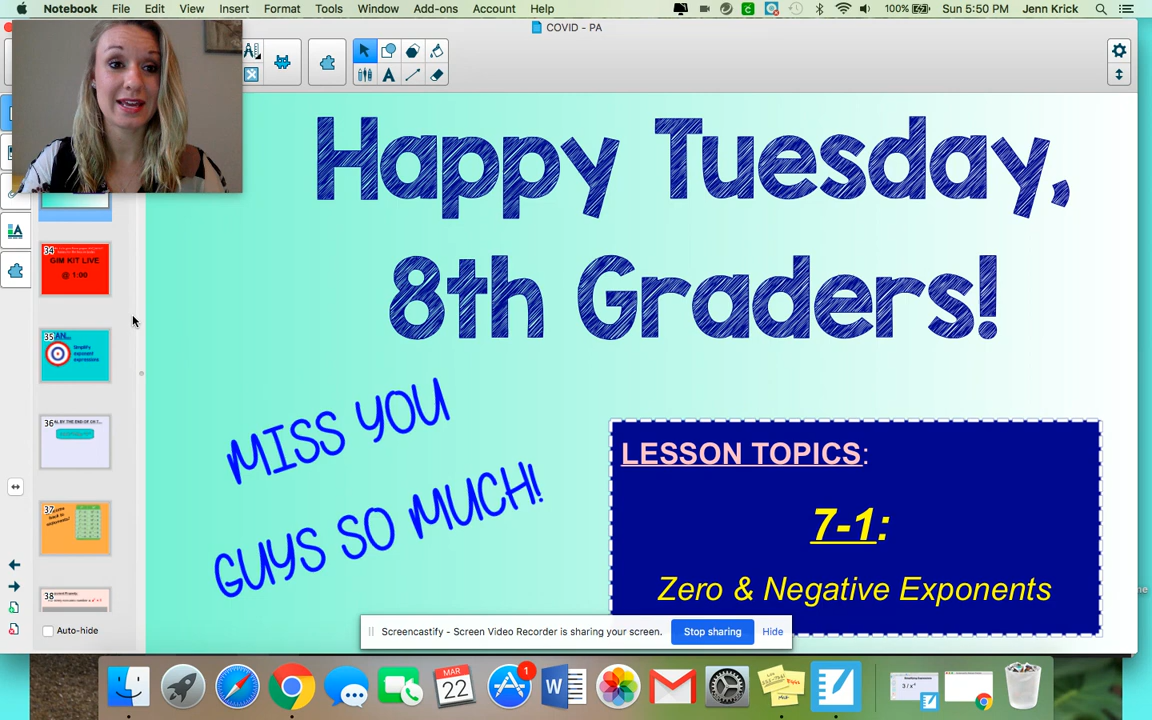 Notebook File Edit View Insert Format Tools Window Add-ons Account Help 100% Sun 5:50 PM Jenn Krick
COVID - PA
Happy Tuesday,
8th Graders!
34
GIM KIT LIVE
@ 1:00
35
36
37
38
MISS YOU
GUYS SO MUCH!
LESSON TOPICS:
7-1:
Zero & Negative Exponents
Auto-hide
Screencastify - Screen Video Recorder is sharing your screen. Stop sharing Hide
MAR
22
1